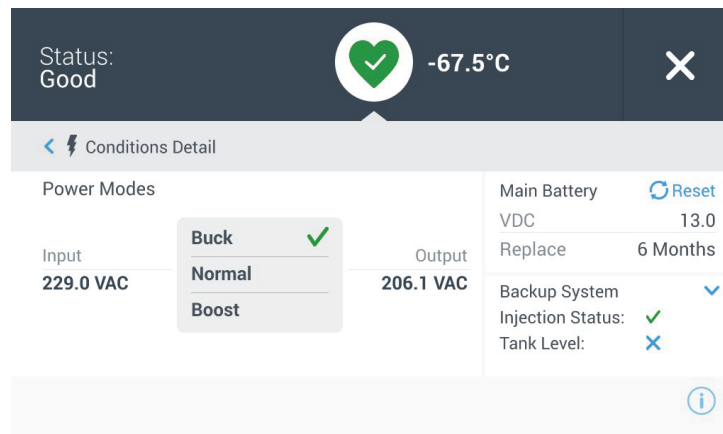 Status:
Good
-67.5°C
Conditions Detail
Power Modes
Input
229.0 VAC
Buck
Normal
Boost
Output
206.1 VAC
Main Battery
Reset
VDC 13.0
Replace 6 Months
Backup System
Injection Status:
Tank Level: